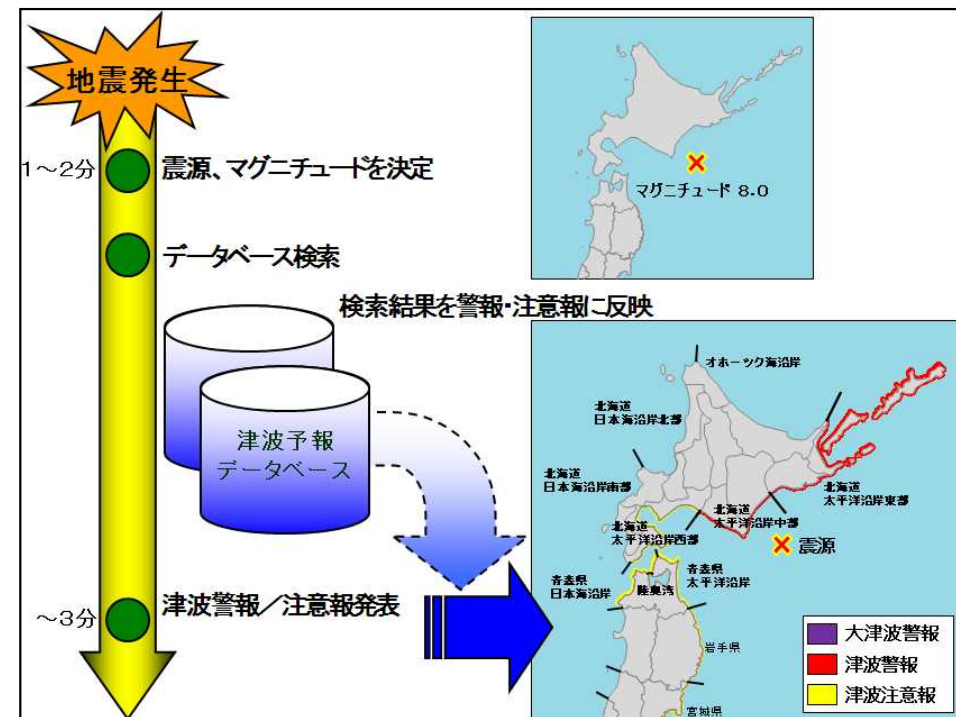 地震発生
1～2分
震源、マグニチュードを決定
データベース検索
検索結果を警報・注意報に反映
津波予報
データベース
～3分
津波警報／注意報発表
マグニチュード 8.0
オホーツク海沿岸
北海道
日本海沿岸北部
北海道
日本海沿岸南部
北海道
太平洋沿岸東部
北海道
太平洋沿岸中部
北海道
太平洋沿岸西部
震源
青森県
日本海沿岸
陸奥湾
青森県
太平洋沿岸
岩手県
宮城県
大津波警報
津波警報
津波注意報